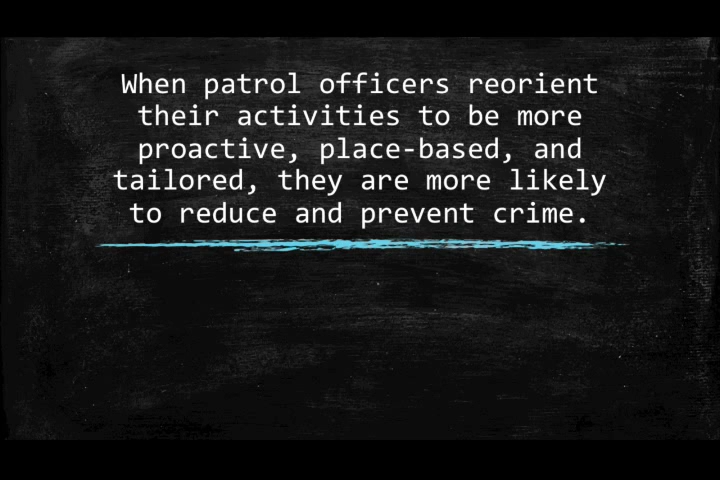 When patrol officers reorient
their activities to be more
proactive, place-based, and
tailored, they are more likely
to reduce and prevent crime.